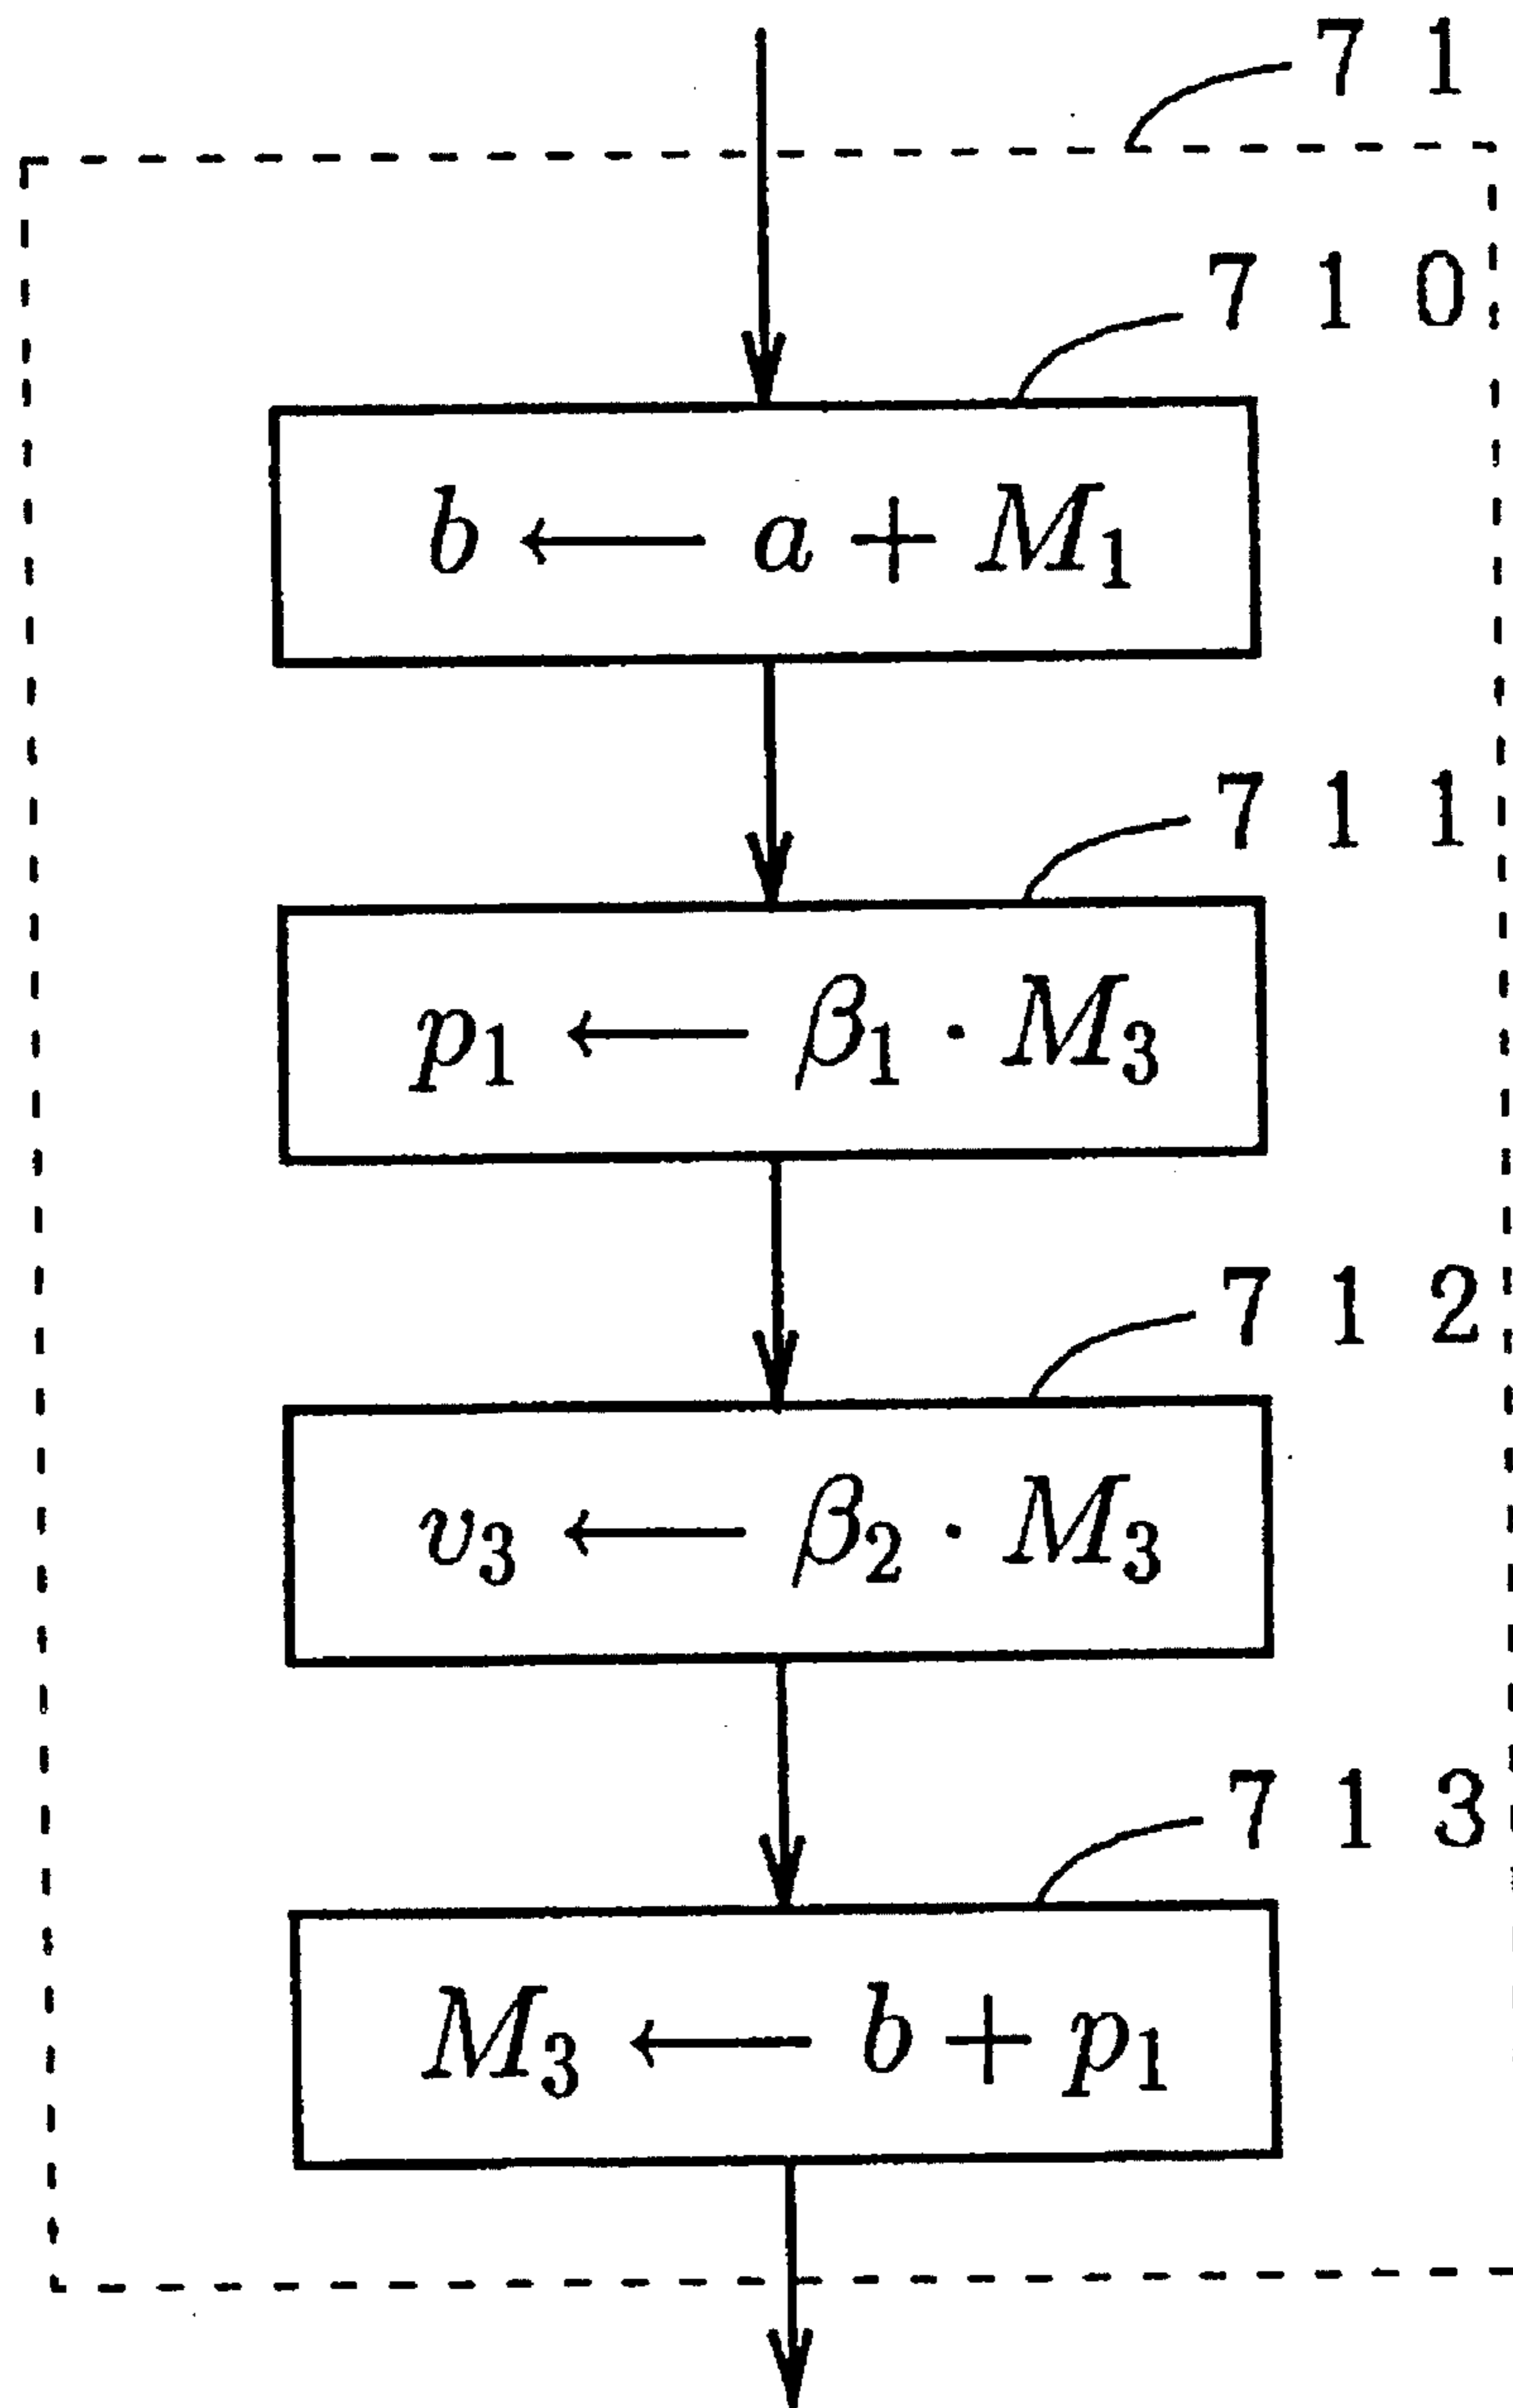 71
710
b ← a + M₁
711
p₁ ← β₁ · M₃
712
v₃ ← β₂ · M₃
713
M₃ ← b + p₁